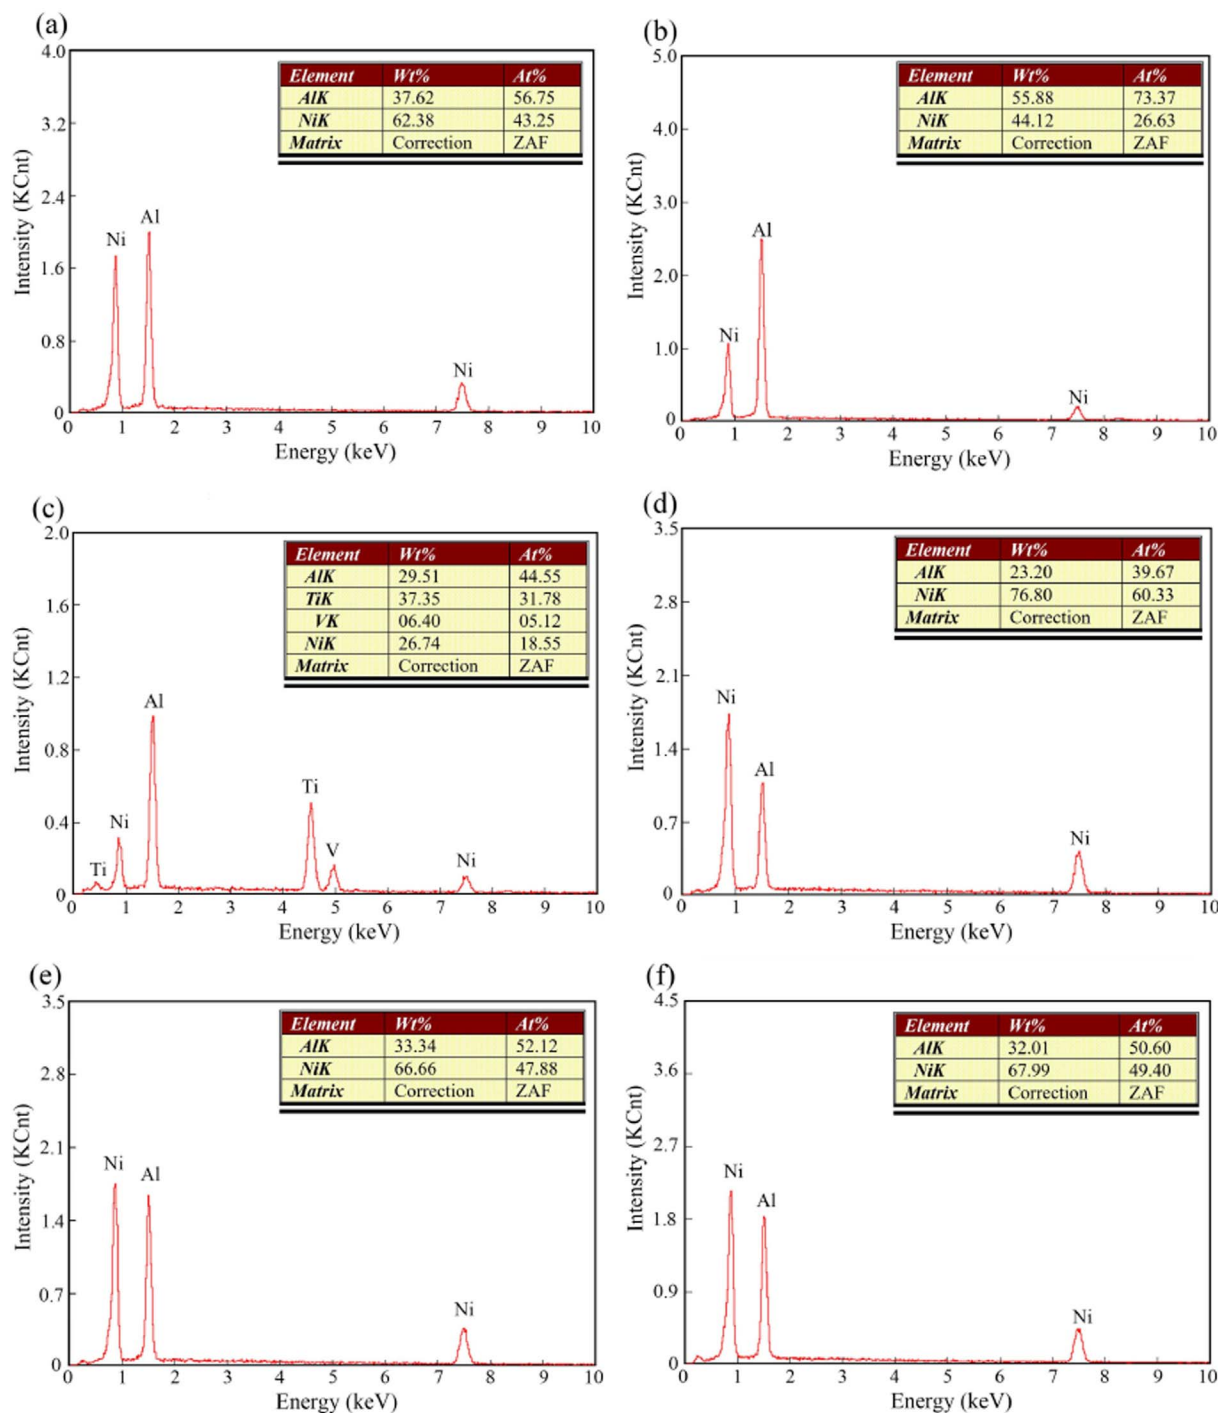 (a)
4.0
3.2
2.4
1.6
0.8
0
Intensity (KCnt)
Element Wt% At%
AlK 37.62 56.75
NiK 62.38 43.25
Matrix Correction ZAF
Ni
Al
Ni
0 1 2 3 4 5 6 7 8 9 10
Energy (keV)
(b)
5.0
4.0
3.0
2.0
1.0
0
Intensity (KCnt)
Element Wt% At%
AlK 55.88 73.37
NiK 44.12 26.63
Matrix Correction ZAF
Ni
Al
Ni
0 1 2 3 4 5 6 7 8 9 10
Energy (keV)
(c)
2.0
1.6
1.2
0.8
0.4
0
Intensity (KCnt)
Element Wt% At%
AlK 29.51 44.55
TiK 37.35 31.78
VK 06.40 05.12
NiK 26.74 18.55
Matrix Correction ZAF
Ti
Ni
Al
Ti
V
Ni
0 1 2 3 4 5 6 7 8 9 10
Energy (keV)
(d)
3.5
2.8
2.1
1.4
0.7
0
Intensity (KCnt)
Element Wt% At%
AlK 23.20 39.67
NiK 76.80 60.33
Matrix Correction ZAF
Ni
Al
Ni
0 1 2 3 4 5 6 7 8 9 10
Energy (keV)
(e)
3.5
2.8
2.1
1.4
0.7
0
Intensity (KCnt)
Element Wt% At%
AlK 33.34 52.12
NiK 66.66 47.88
Matrix Correction ZAF
Ni
Al
Ni
0 1 2 3 4 5 6 7 8 9 10
Energy (keV)
(f)
4.5
3.6
2.7
1.8
0.9
0
Intensity (KCnt)
Element Wt% At%
AlK 32.01 50.60
NiK 67.99 49.40
Matrix Correction ZAF
Ni
Al
Ni
0 1 2 3 4 5 6 7 8 9 10
Energy (keV)